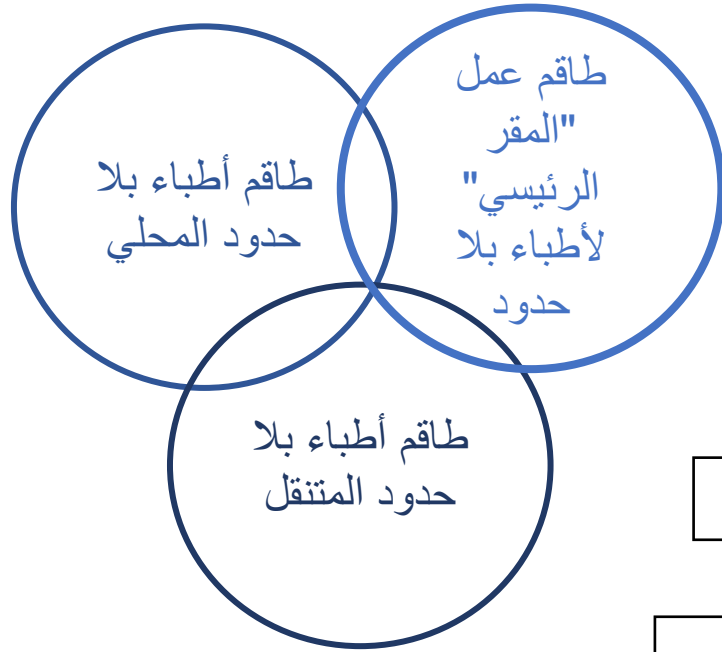 طاقم عمل
"المقر
الرئيسي"
لأطباء بلا
حدود
طاقم أطباء بلا
حدود المحلي
طاقم أطباء بلا
حدود المتنقل